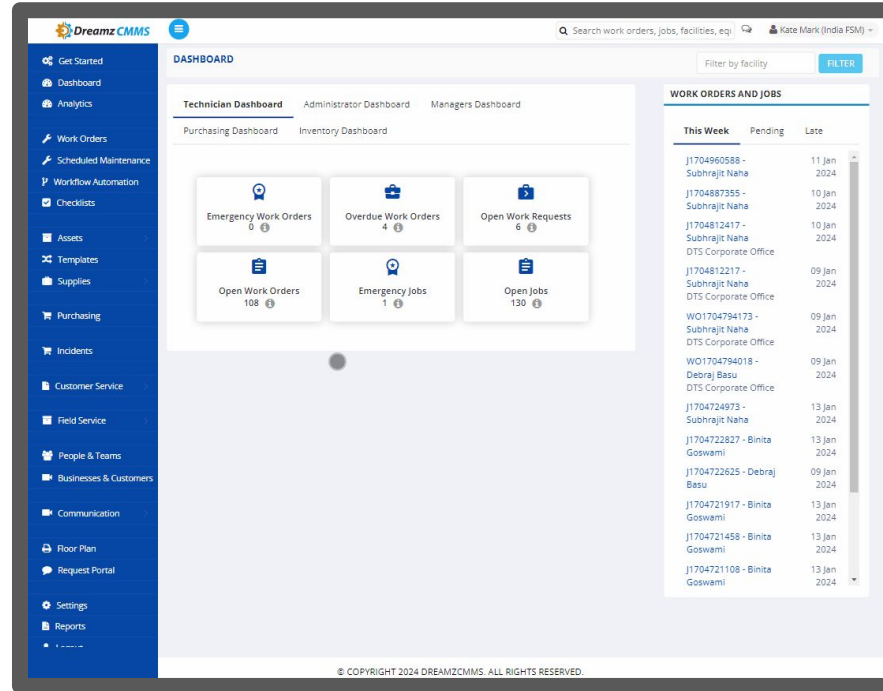 Dreamz CMMS
Search work orders, jobs, facilities, eqi
Kate Mark (India FSM)
Get Started
Dashboard
Analytics
Work Orders
Scheduled Maintenance
Workflow Automation
Checklists
Assets
Templates
Supplies
Purchasing
Incidents
Customer Service
Field Service
People & Teams
Businesses & Customers
Communication
Floor Plan
Request Portal
Settings
Reports
DASHBOARD
Filter by facility
FILTER
Technician Dashboard
Administrator Dashboard
Managers Dashboard
Purchasing Dashboard
Inventory Dashboard
Emergency Work Orders
0
Overdue Work Orders
4
Open Work Requests
6
Open Work Orders
108
Emergency Jobs
1
Open Jobs
130
WORK ORDERS AND JOBS
This Week
Pending
Late
J1704960588 - 11 Jan
Subhrajit Naha 2024
J1704887355 - 10 Jan
Subhrajit Naha 2024
J1704812417 - 10 Jan
Subhrajit Naha 2024
DTS Corporate Office
J1704812217 - 09 Jan
Subhrajit Naha 2024
DTS Corporate Office
WO1704794173 - 09 Jan
Subhrajit Naha 2024
DTS Corporate Office
WO1704794018 - 09 Jan
Debraj Basu 2024
DTS Corporate Office
J1704724973 - 13 Jan
Subhrajit Naha 2024
J1704722827 - Binita 13 Jan
Goswami 2024
J1704722625 - Debraj 09 Jan
Basu 2024
J1704721917 - Binita 13 Jan
Goswami 2024
J1704721458 - Binita 13 Jan
Goswami 2024
J1704721108 - Binita 13 Jan
Goswami 2024
© COPYRIGHT 2024 DREAMZCMMS. ALL RIGHTS RESERVED.